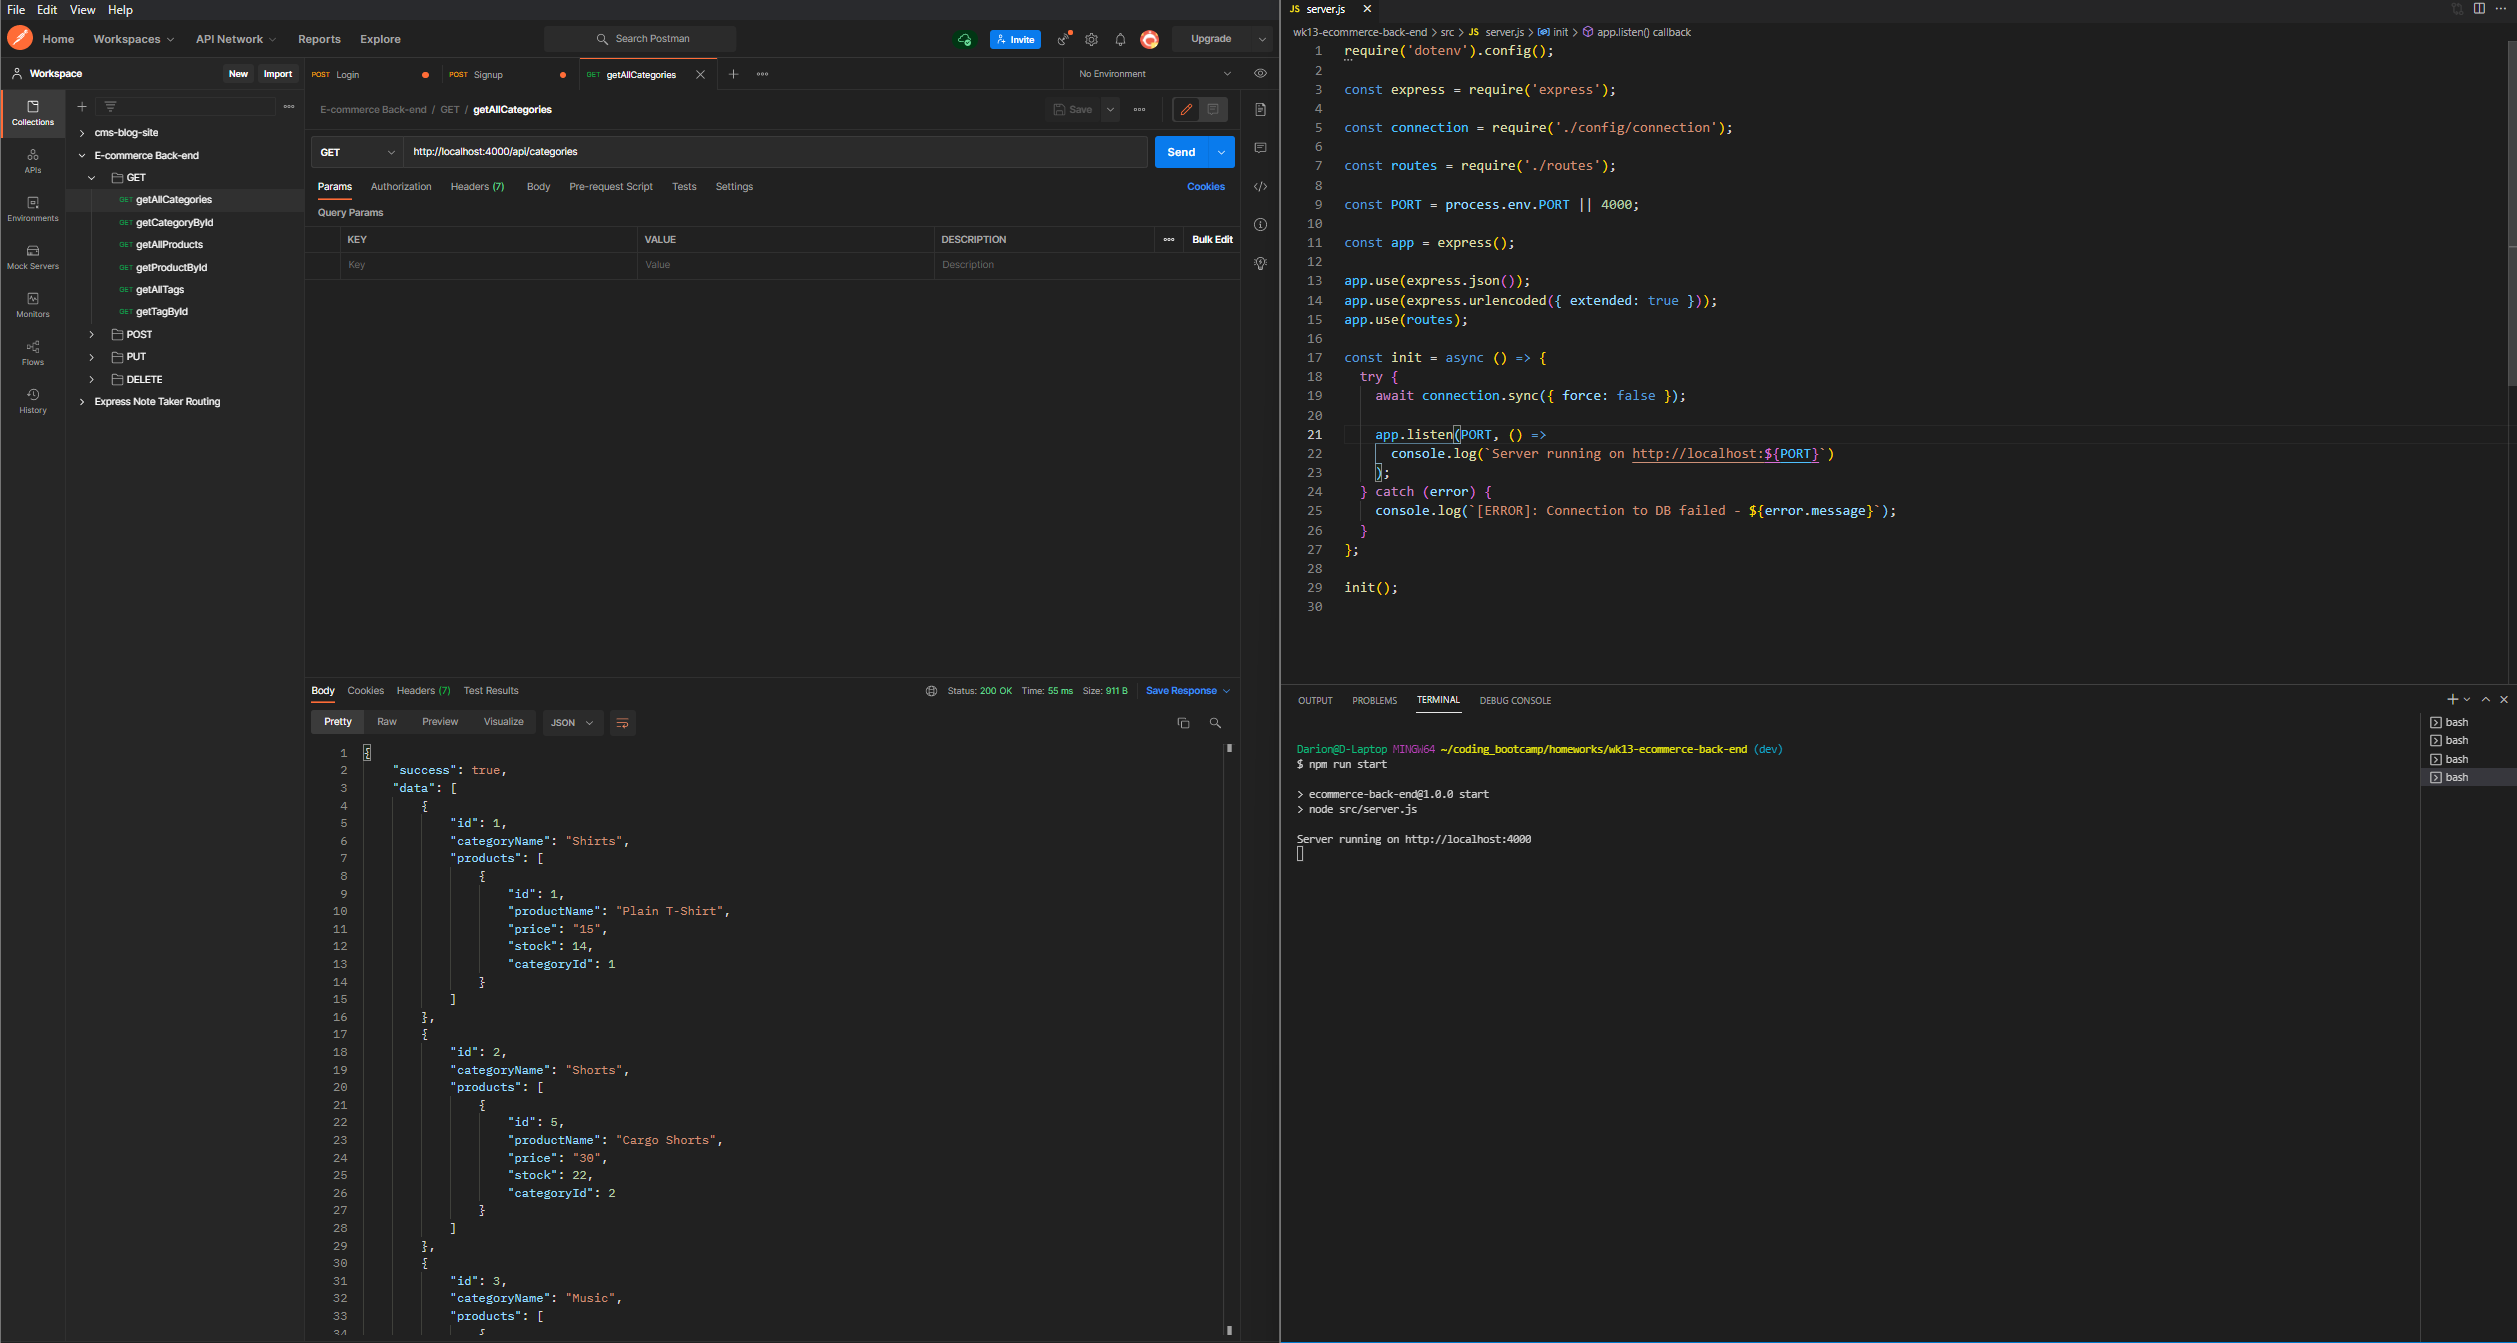 File Edit View Help
Home Workspaces API Network Reports Explore Search Postman Invite Upgrade
Workspace New Import
POST Login POST Signup GET getAllCategories No Environment
Collections
APIs
Environments
Mock Servers
Monitors
Flows
History
cms-blog-site
E-commerce Back-end
GET
GET getAllCategories
GET getCategoryById
GET getAllProducts
GET getProductById
GET getAllTags
GET getTagById
POST
PUT
DELETE
Express Note Taker Routing
E-commerce Back-end / GET / getAllCategories Save
GET http://localhost:4000/api/categories Send
Params Authorization Headers (7) Body Pre-request Script Tests Settings Cookies
Query Params
KEY VALUE DESCRIPTION Bulk Edit
Key Value Description
Body Cookies Headers (7) Test Results Status: 200 OK Time: 55 ms Size: 911 B Save Response
Pretty Raw Preview Visualize JSON
1 {
2 "success": true,
3 "data": [
4 {
5 "id": 1,
6 "categoryName": "Shirts",
7 "products": [
8 {
9 "id": 1,
10 "productName": "Plain T-Shirt",
11 "price": "15",
12 "stock": 14,
13 "categoryId": 1
14 }
15 ]
16 },
17 {
18 "id": 2,
19 "categoryName": "Shorts",
20 "products": [
21 {
22 "id": 5,
23 "productName": "Cargo Shorts",
24 "price": "30",
25 "stock": 22,
26 "categoryId": 2
27 }
28 ]
29 },
30 {
31 "id": 3,
32 "categoryName": "Music",
33 "products": [
34 {
JS server.js
wk13-ecommerce-back-end > src > JS server.js > init > app.listen() callback
1 require('dotenv').config();
2
3 const express = require('express');
4
5 const connection = require('./config/connection');
6
7 const routes = require('./routes');
8
9 const PORT = process.env.PORT || 4000;
10
11 const app = express();
12
13 app.use(express.json());
14 app.use(express.urlencoded({ extended: true }));
15 app.use(routes);
16
17 const init = async () => {
18 try {
19 await connection.sync({ force: false });
20
21 app.listen(PORT, () =>
22 console.log(`Server running on http://localhost:${PORT}`)
23 );
24 } catch (error) {
25 console.log(`[ERROR]: Connection to DB failed - ${error.message}`);
26 }
27 };
28
29 init();
30
OUTPUT PROBLEMS TERMINAL DEBUG CONSOLE
Darion@D-Laptop MINGW64 ~/coding_bootcamp/homeworks/wk13-ecommerce-back-end (dev)
$ npm run start
> ecommerce-back-end@1.0.0 start
> node src/server.js
Server running on http://localhost:4000
bash
bash
bash
bash